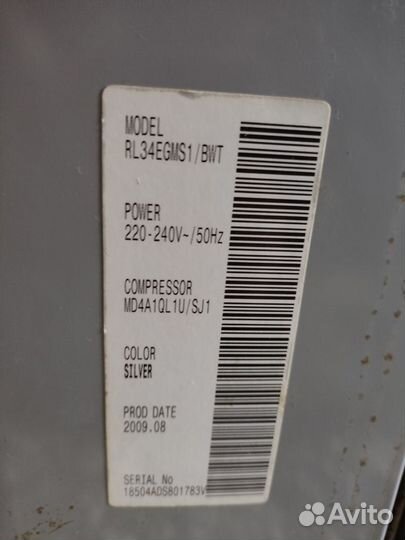 MODEL
RL34EGMS1/BWT
POWER
220-240V~/50Hz
COMPRESSOR
MD4A1QL1U/SJ1
COLOR
SILVER
PROD DATE
2009.08
SERIAL No
18504ADS801783V
Avito